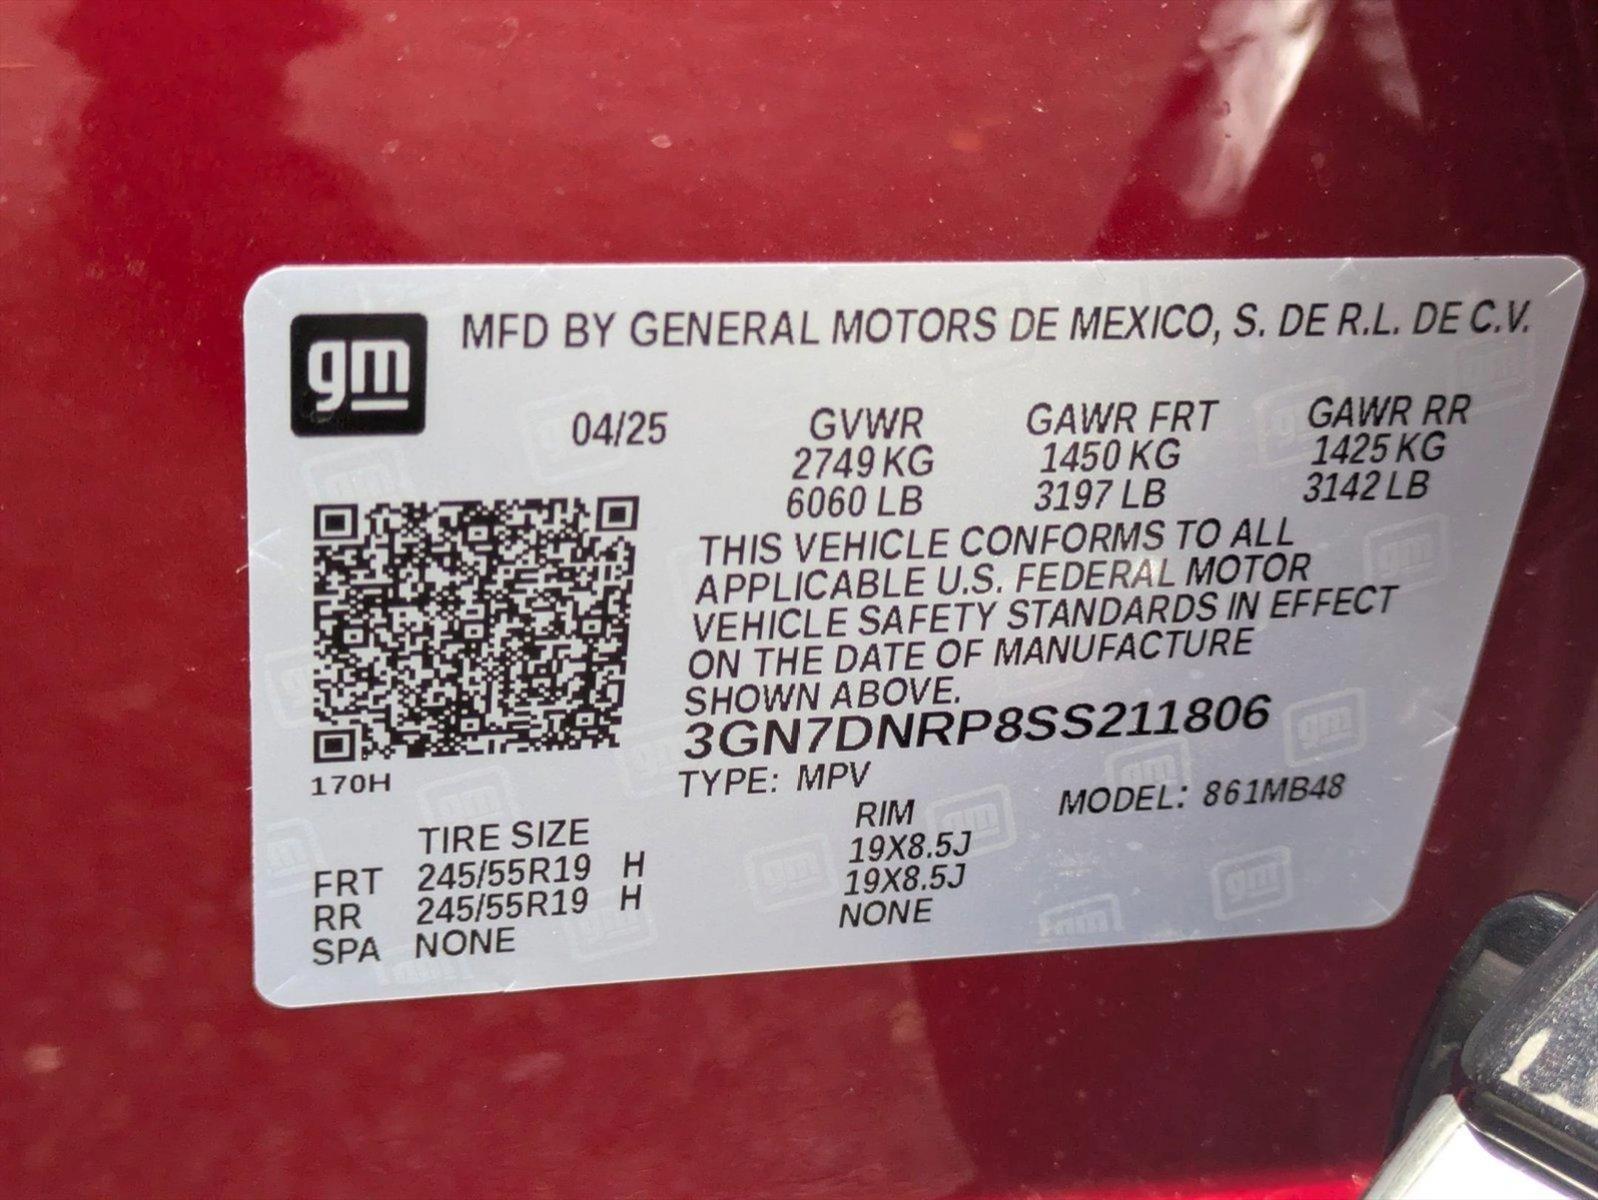 gm MFD BY GENERAL MOTORS DE MEXICO, S. DE R.L. DE C.V.
04/25 GVWR GAWR FRT GAWR RR
2749 KG 1450 KG 1425 KG
6060 LB 3197 LB 3142 LB
THIS VEHICLE CONFORMS TO ALL
APPLICABLE U.S. FEDERAL MOTOR
VEHICLE SAFETY STANDARDS IN EFFECT
ON THE DATE OF MANUFACTURE
SHOWN ABOVE.
3GN7DNRP8SS211806
170H TYPE: MPV MODEL: 861MB48
TIRE SIZE RIM
FRT 245/55R19 H 19X8.5J
RR 245/55R19 H 19X8.5J
SPA NONE NONE